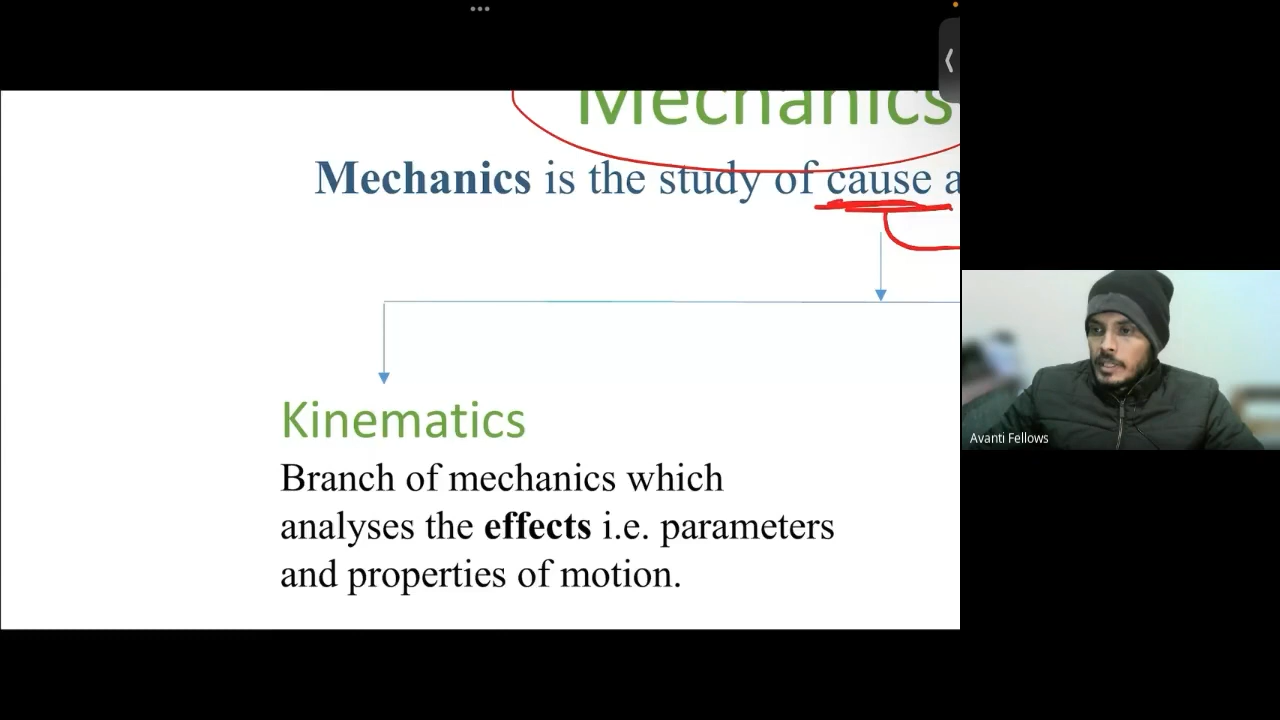 Mechanics
Mechanics is the study of cause a
Kinematics
Branch of mechanics which
analyses the effects i.e. parameters
and properties of motion.
Avanti Fellows